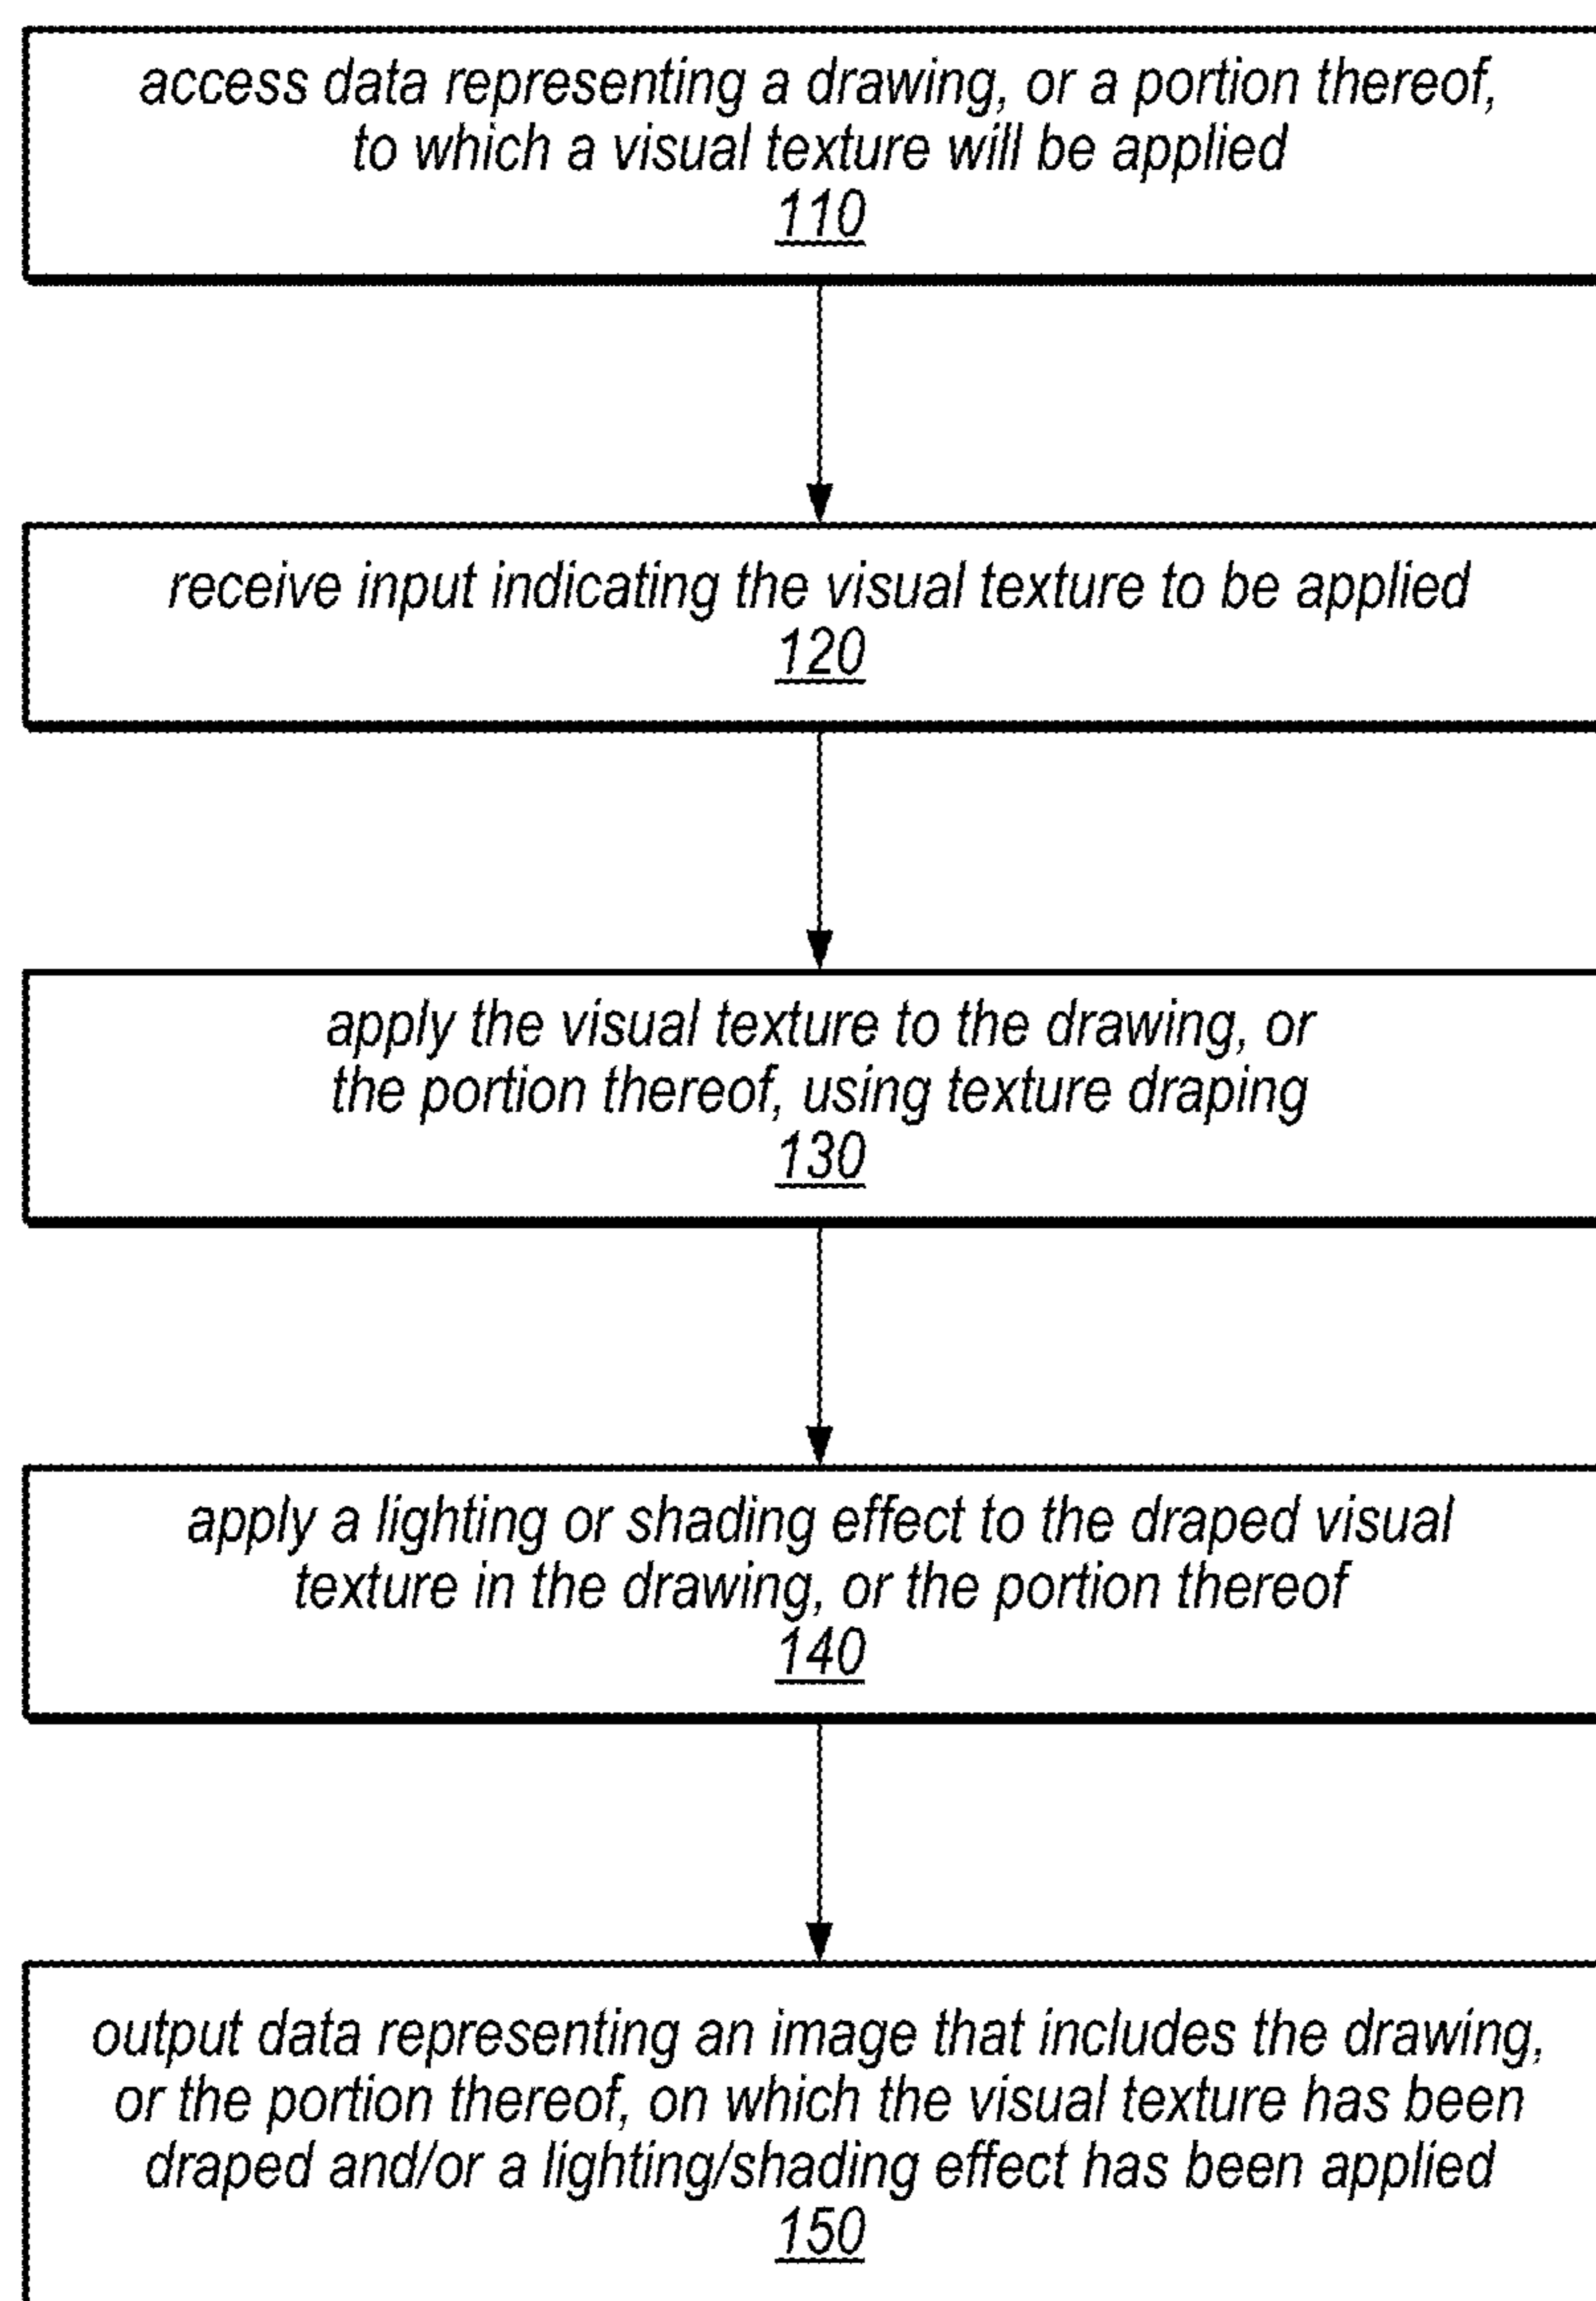 access data representing a drawing, or a portion thereof,
to which a visual texture will be applied
110
receive input indicating the visual texture to be applied
120
apply the visual texture to the drawing, or
the portion thereof, using texture draping
130
apply a lighting or shading effect to the draped visual
texture in the drawing, or the portion thereof
140
output data representing an image that includes the drawing,
or the portion thereof, on which the visual texture has been
draped and/or a lighting/shading effect has been applied
150